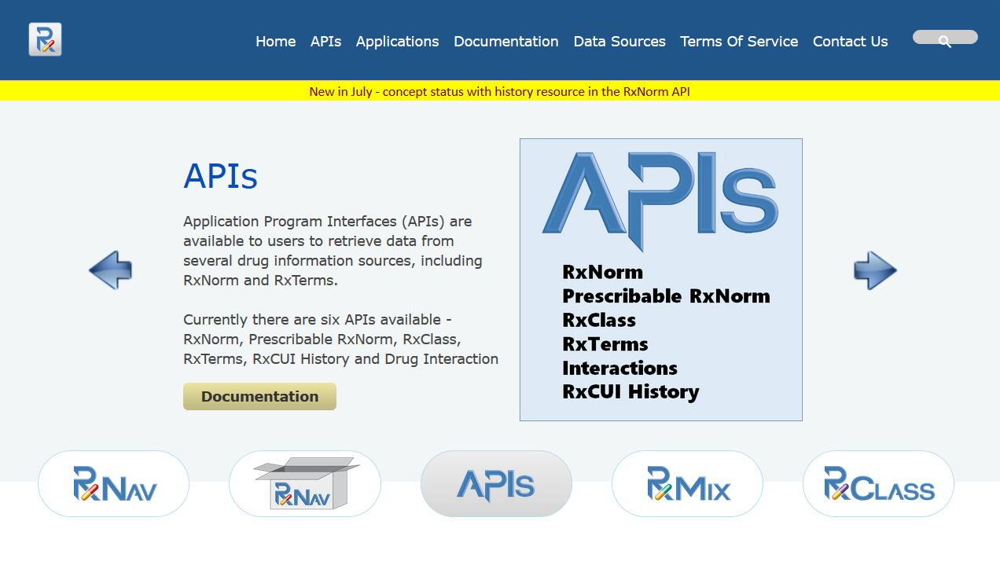 Rx
Home APIs Applications Documentation Data Sources Terms Of Service Contact Us
New in July - concept status with history resource in the RxNorm API
APIs
Application Program Interfaces (APIs) are
available to users to retrieve data from
several drug information sources, including
RxNorm and RxTerms.
Currently there are six APIs available -
RxNorm, Prescribable RxNorm, RxClass,
RxTerms, RxCUI History and Drug Interaction
Documentation
APIs
RxNorm
Prescribable RxNorm
RxClass
RxTerms
Interactions
RxCUI History
RxNav
RxNav
APIs
RxMix
RxClass